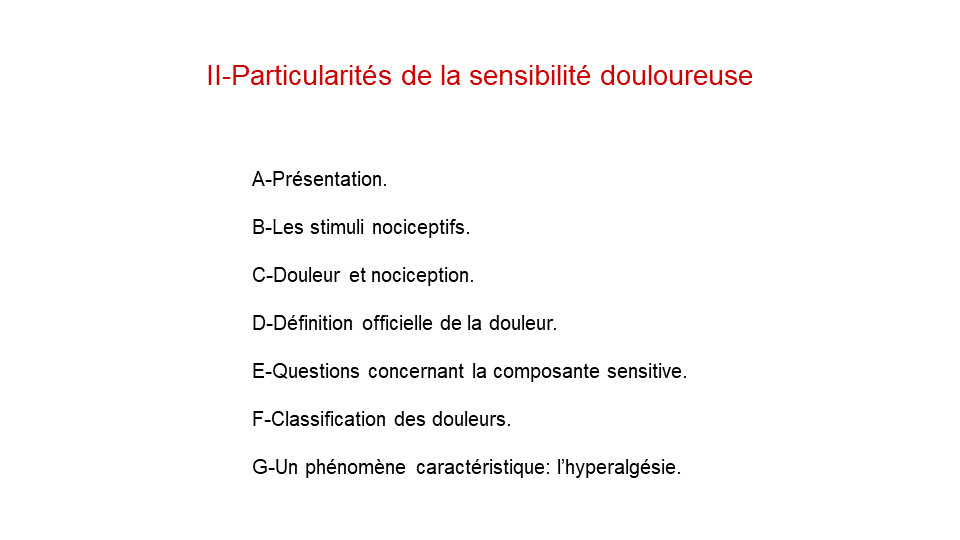 II-Particularités de la sensibilité douloureuse
A-Présentation.
B-Les stimuli nociceptifs.
C-Douleur et nociception.
D-Définition officielle de la douleur.
E-Questions concernant la composante sensitive.
F-Classification des douleurs.
G-Un phénomène caractéristique: l’hyperalgésie.